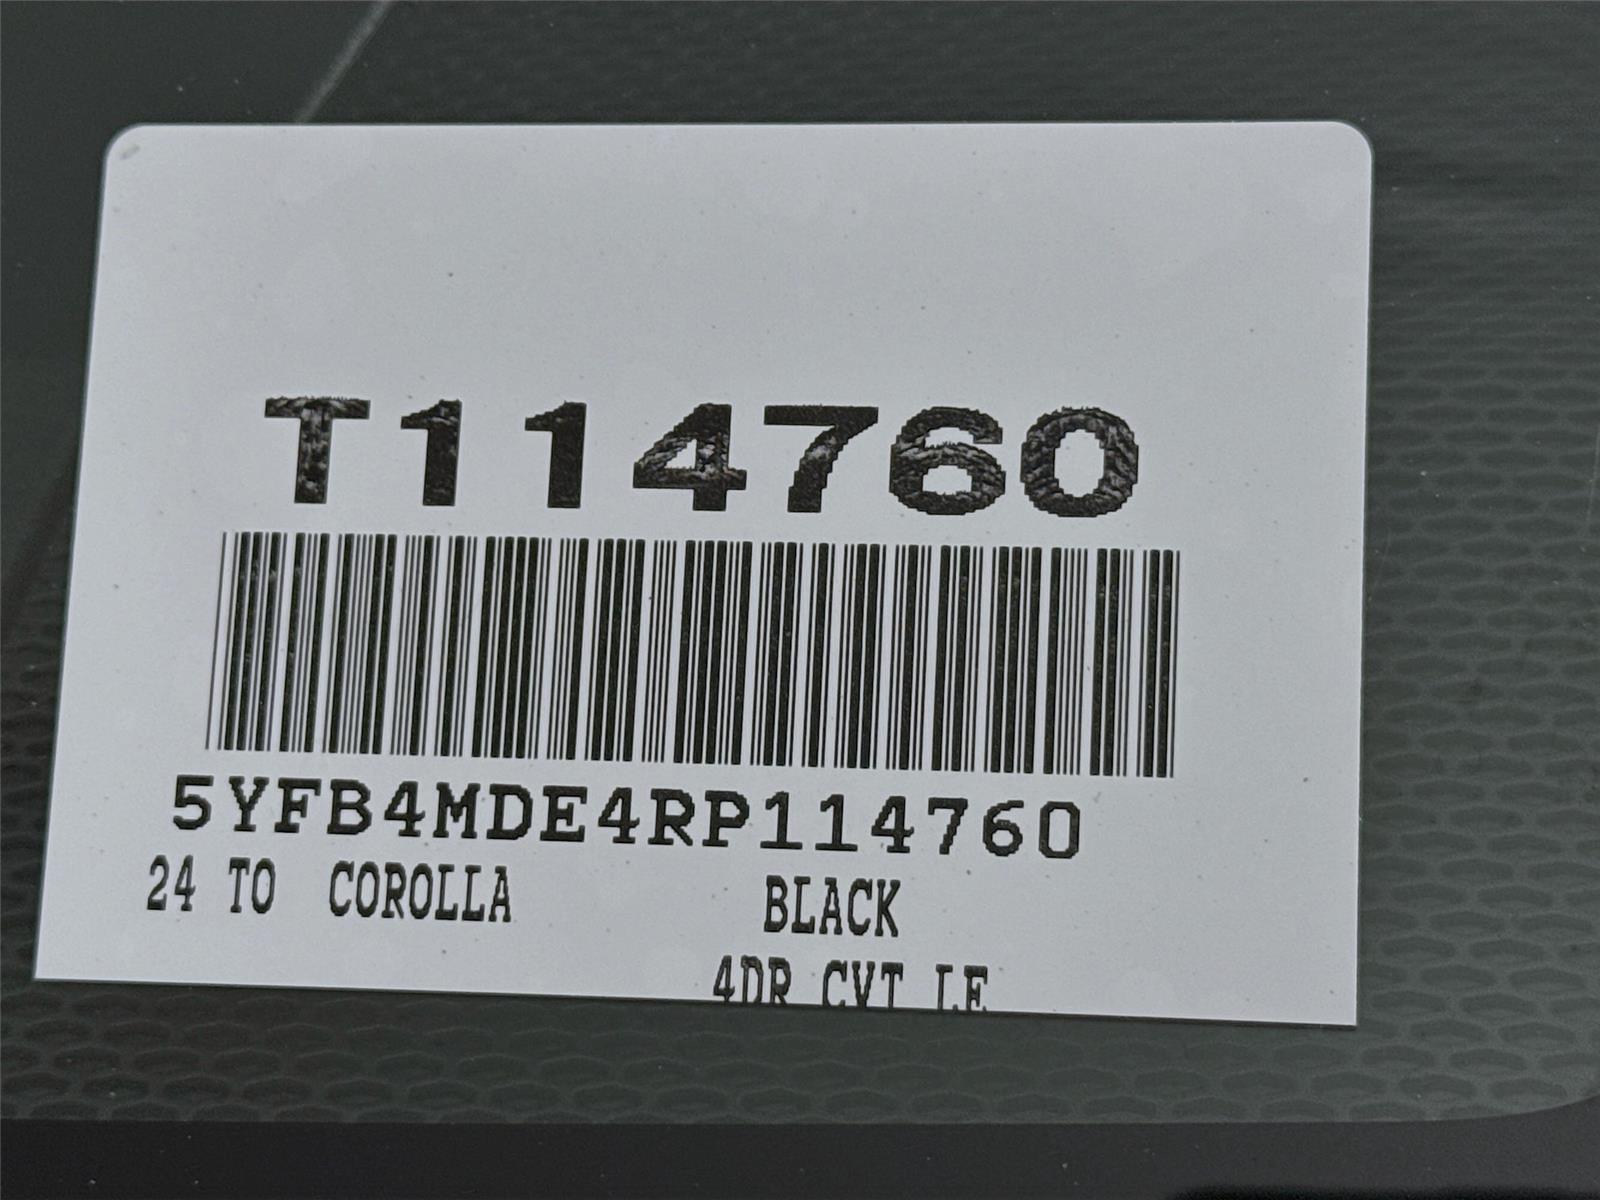 T114760
5YFB4MDE4RP114760
24 TO COROLLA BLACK
4DR CVT LE